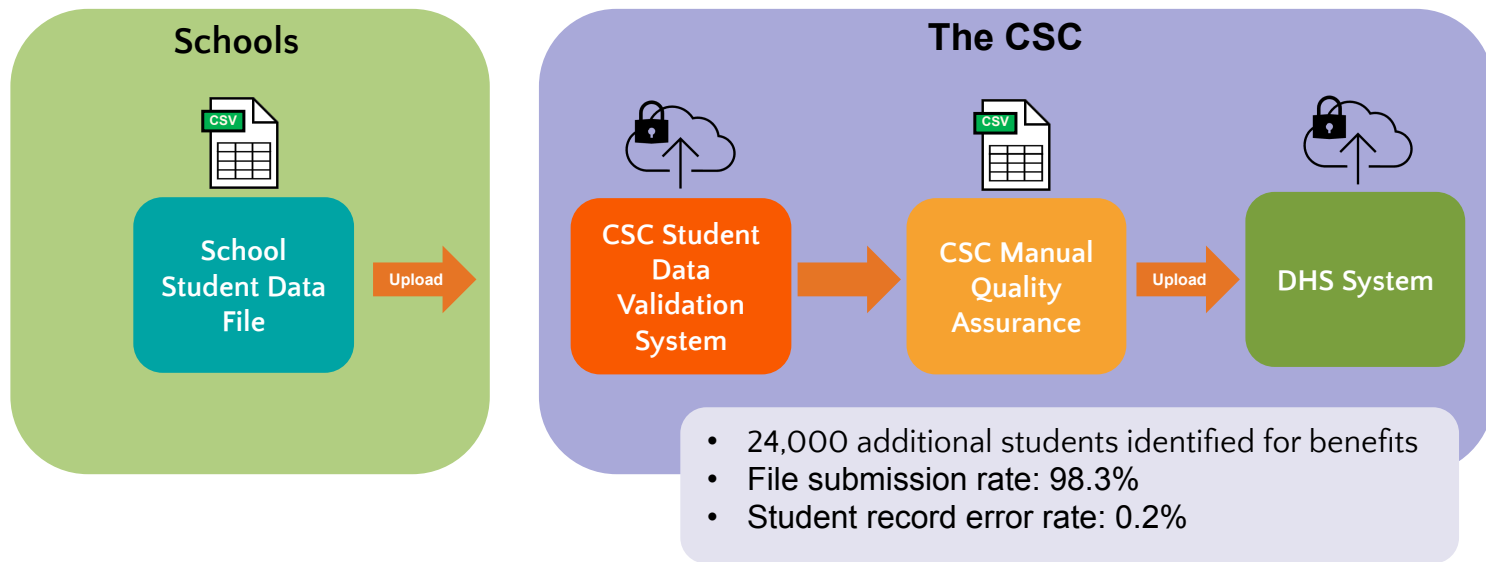 Schools
CSV
School
Student Data
File
Upload
The CSC
CSC Student
Data
Validation
System
CSV
CSC Manual
Quality
Assurance
Upload
DHS System
• 24,000 additional students identified for benefits
• File submission rate: 98.3%
• Student record error rate: 0.2%